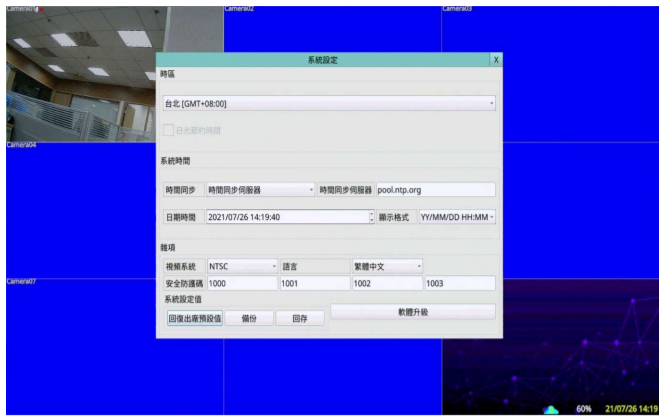 Camera01
Camera02
Camera03
系統設定 X
時區
台北 [GMT+08:00]
日光節約時間
Camera04
系統時間
時間同步 時間同步伺服器 時間同步伺服器 pool.ntp.org
日期時間 2021/07/26 14:19:40 顯示格式 YY/MM/DD HH:MM
雜項
視頻系統 NTSC 語言 繁體中文
Camera07
安全防護碼 1000 1001 1002 1003
系統設定值
回復出廠預設值 備份 回存 軟體升級
60% 21/07/26 14:19